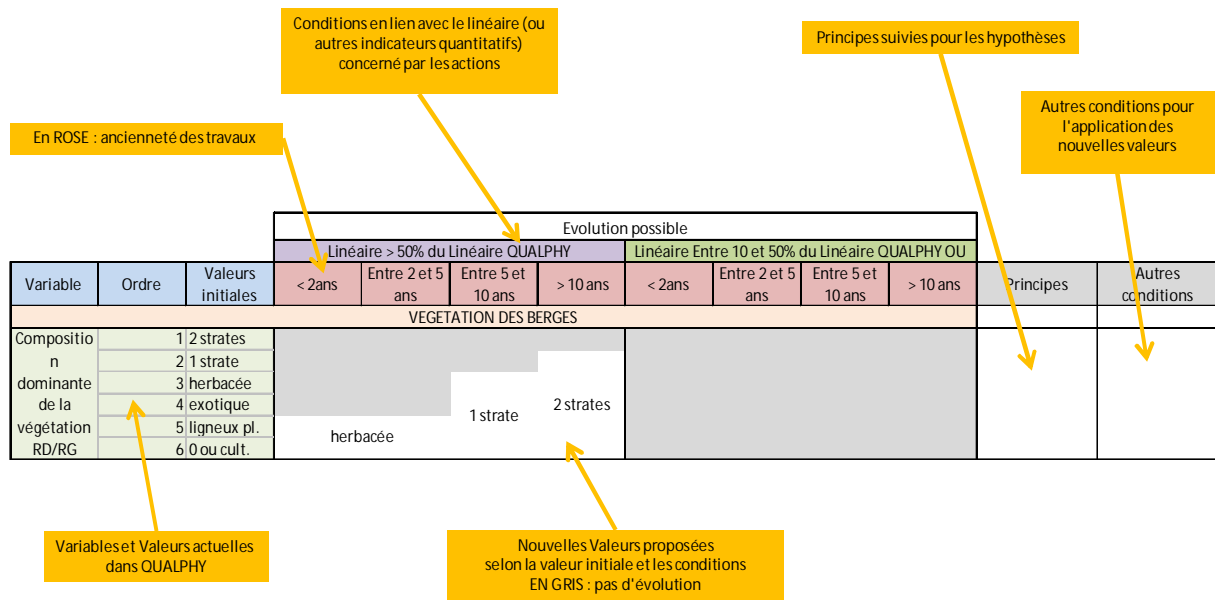 Conditions en lien avec le linéaire (ou
autres indicateurs quantitatifs)
concerné par les actions
Principes suivies pour les hypothèses
Autres conditions pour
l'application des
nouvelles valeurs
En ROSE : ancienneté des travaux
Evolution possible
Linéaire > 50% du Linéaire QUALPHY
Linéaire Entre 10 et 50% du Linéaire QUALPHY OU
Variable
Ordre
Valeurs
initiales
< 2ans
Entre 2 et 5
ans
Entre 5 et
10 ans
> 10 ans
< 2ans
Entre 2 et 5
ans
Entre 5 et
10 ans
> 10 ans
Principes
Autres
conditions
VEGETATION DES BERGES
Compositio
n
dominante
de la
végétation
RD/RG
1 2 strates
2 1 strate
3 herbacée
4 exotique
5 ligneux pl.
6 0 ou cult.
herbacée
1 strate
2 strates
Variables et Valeurs actuelles
dans QUALPHY
Nouvelles Valeurs proposées
selon la valeur initiale et les conditions
EN GRIS : pas d'évolution